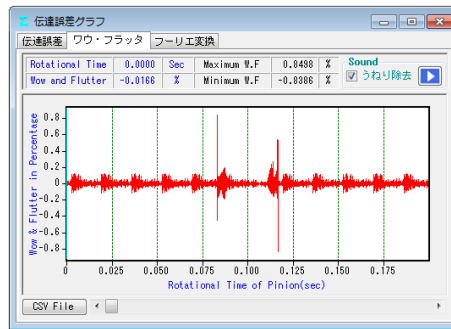 伝達誤差グラフ
伝達誤差 ワウ・フラッタ フーリエ変換
Rotational Time 0.0000 Sec Maximum W.F 0.8498 %
Wow and Flutter -0.0166 % Minimum W.F -0.8386 %
Sound
うねり除去
Wow & Flutter in Percentage
0.8
0.6
0.4
0.2
0
-0.2
-0.4
-0.6
-0.8
0 0.025 0.050 0.075 0.100 0.125 0.150 0.175
Rotational Time of Pinion(sec)
CSV File